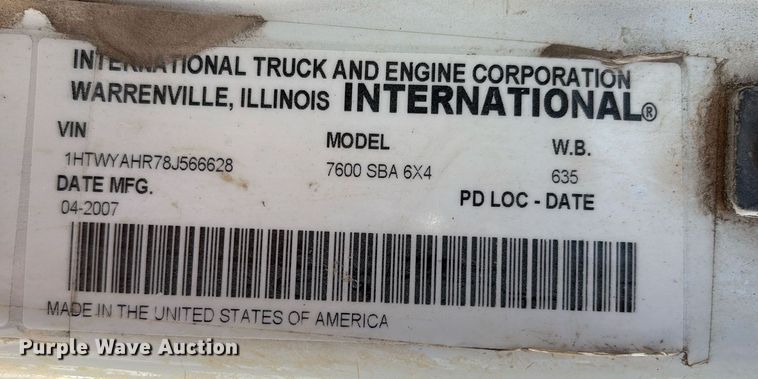 INTERNATIONAL TRUCK AND ENGINE CORPORATION
WARRENVILLE, ILLINOIS INTERNATIONAL®
VIN MODEL W.B.
1HTWYAHR78J566628 7600 SBA 6X4 635
DATE MFG. PD LOC - DATE
04-2007
MADE IN THE UNITED STATES OF AMERICA
Purple Wave Auction